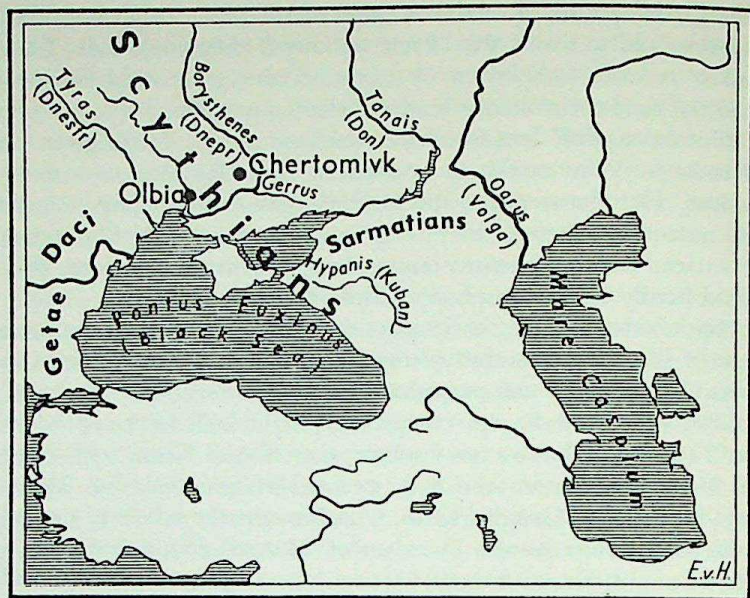 Scythians
Tyras
(Dnestr)
Borysthenes
(Dnepr)
Tanais
(Don)
Chertomlyk
Gerrus
Olbia
Oarus
(Volga)
Daci
Getae
Sarmatians
Hypanis (Kuban)
Pontus Euxinus
(Black Sea)
Mare Caspium
E.v.H.